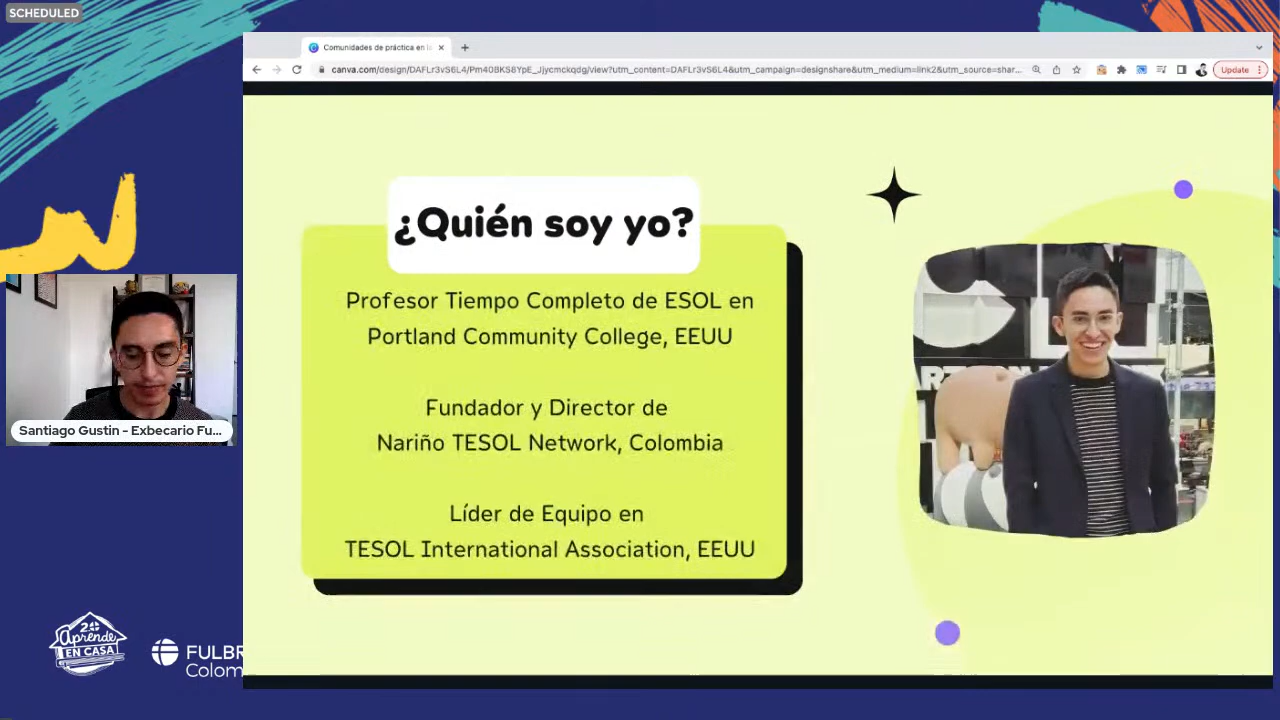 SCHEDULED
Comunidades de práctica en l
Update
canva.com/design/DAFLr3vS6L4/Pm40BKS8YpE_Jjycmckqdg/view?utm_content=DAFLr3vS6L4&utm_campaign=designshare&utm_medium=link2&utm_source=shar...
¿Quién soy yo?
Profesor Tiempo Completo de ESOL en
Portland Community College, EEUU
Fundador y Director de
Nariño TESOL Network, Colombia
Líder de Equipo en
TESOL International Association, EEUU
Santiago Gustin - Exbecario Fu...
Aprende
EN CASA
FULBR
Colom